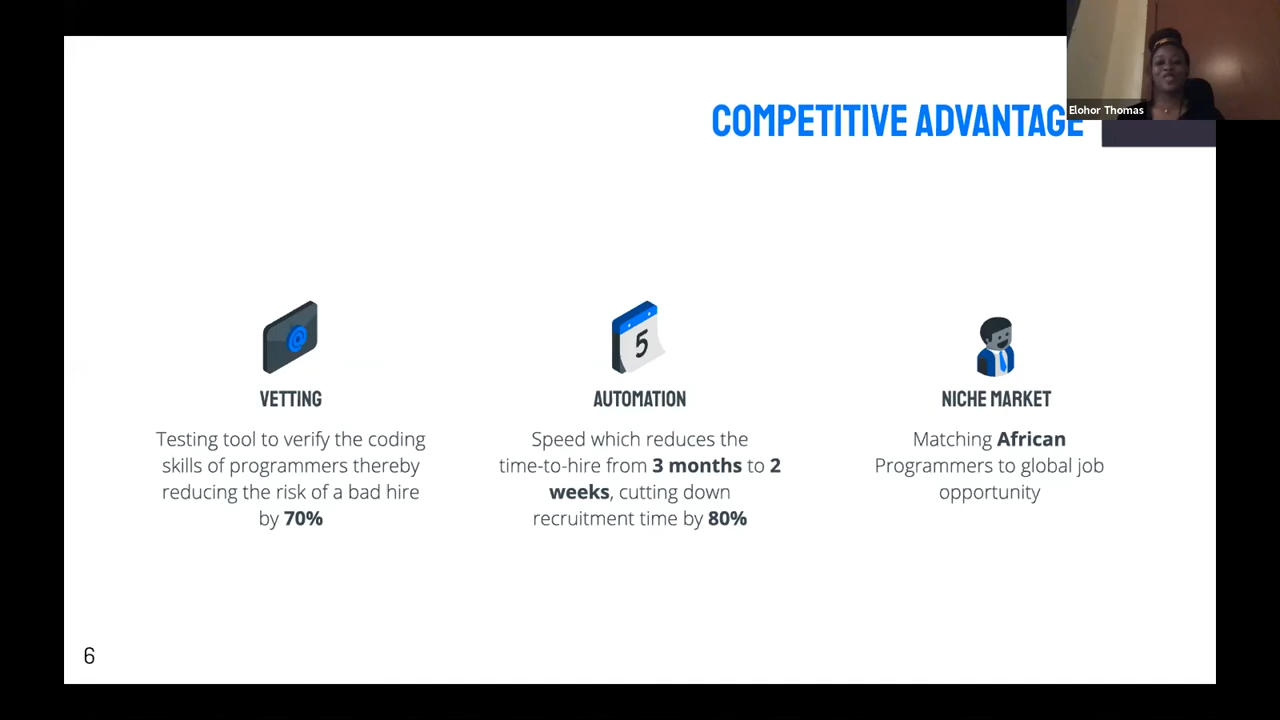 Elohor Thomas
COMPETITIVE ADVANTAGE
@
5
VETTING
Testing tool to verify the coding
skills of programmers thereby
reducing the risk of a bad hire
by 70%
AUTOMATION
Speed which reduces the
time-to-hire from 3 months to 2
weeks, cutting down
recruitment time by 80%
NICHE MARKET
Matching African
Programmers to global job
opportunity
6